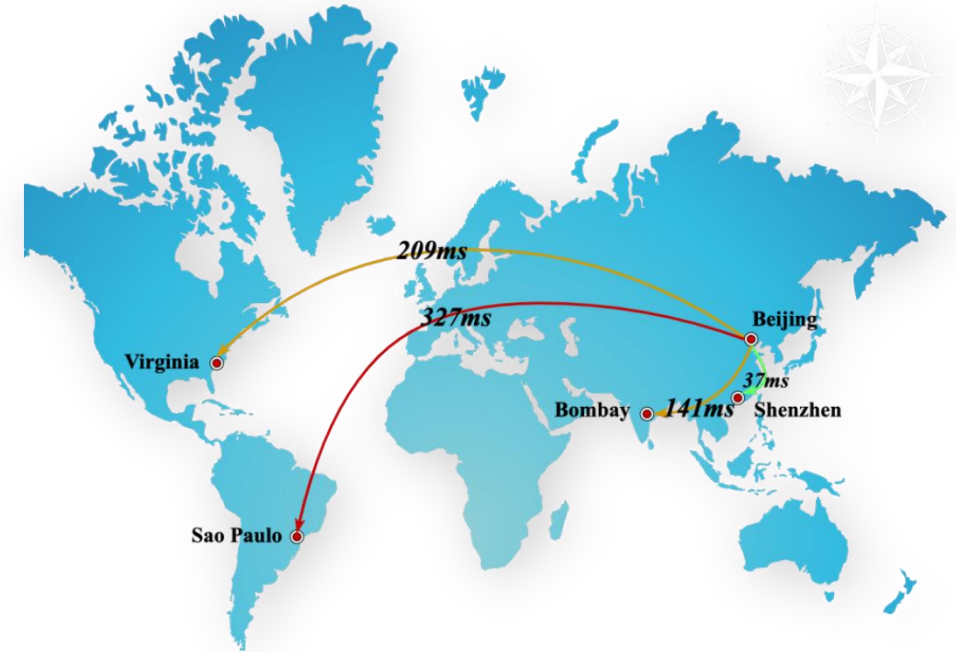 209ms
327ms
Beijing
Virginia
37ms
Bombay
141ms
Shenzhen
Sao Paulo